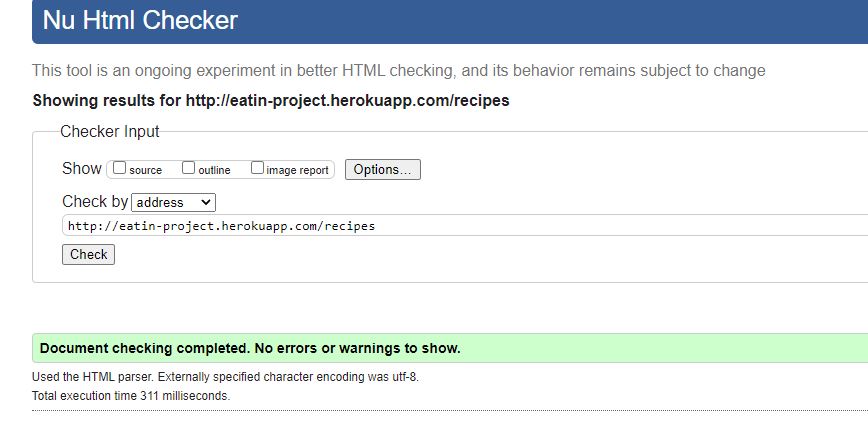 Nu Html Checker
This tool is an ongoing experiment in better HTML checking, and its behavior remains subject to change
Showing results for http://eatin-project.herokuapp.com/recipes
Checker Input
Show source outline image report Options...
Check by address
http://eatin-project.herokuapp.com/recipes
Check
Document checking completed. No errors or warnings to show.
Used the HTML parser. Externally specified character encoding was utf-8.
Total execution time 311 milliseconds.